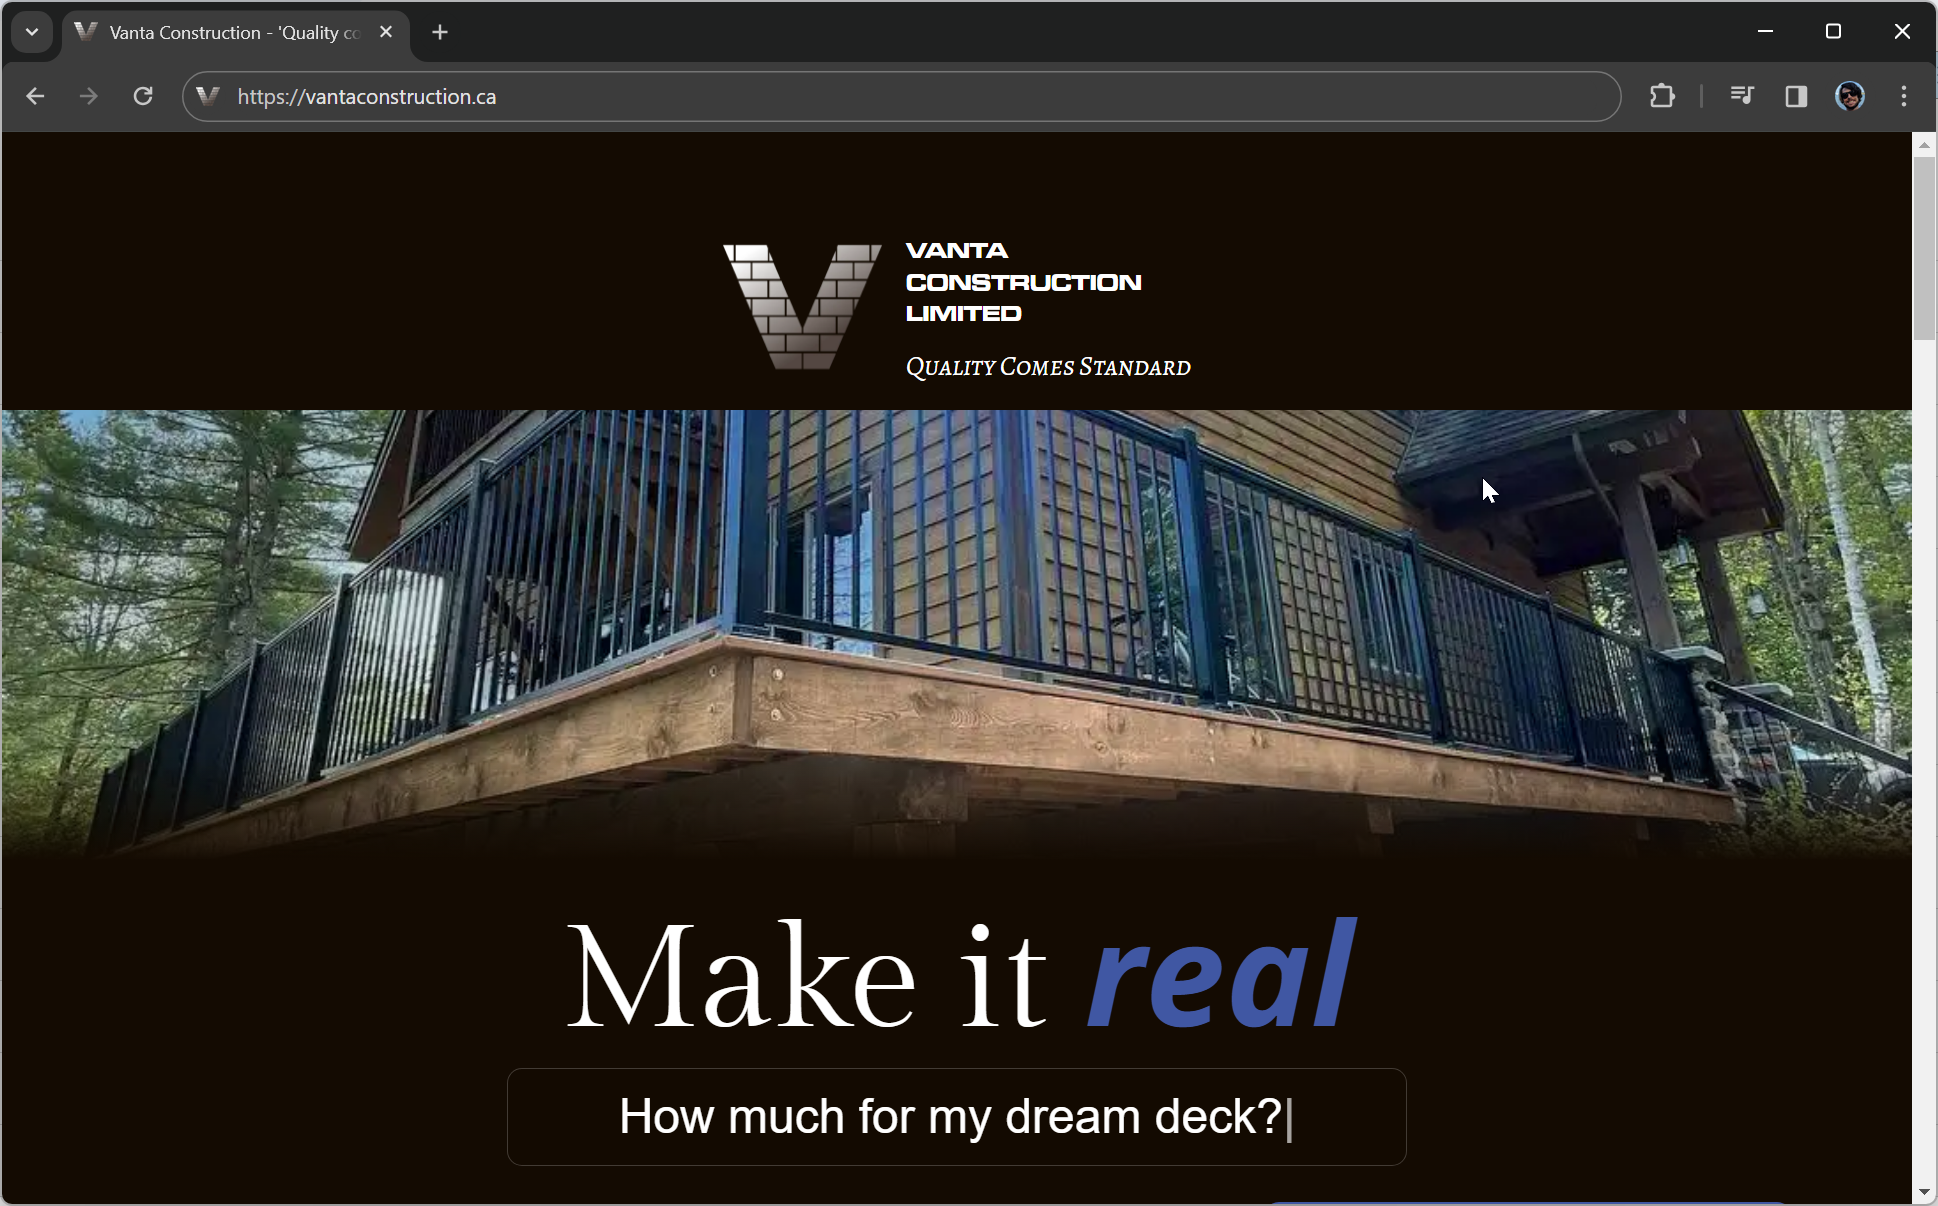 Vanta Construction - 'Quality co
https://vantaconstruction.ca
VANTA
CONSTRUCTION
LIMITED
Quality Comes Standard
Make it real
How much for my dream deck?